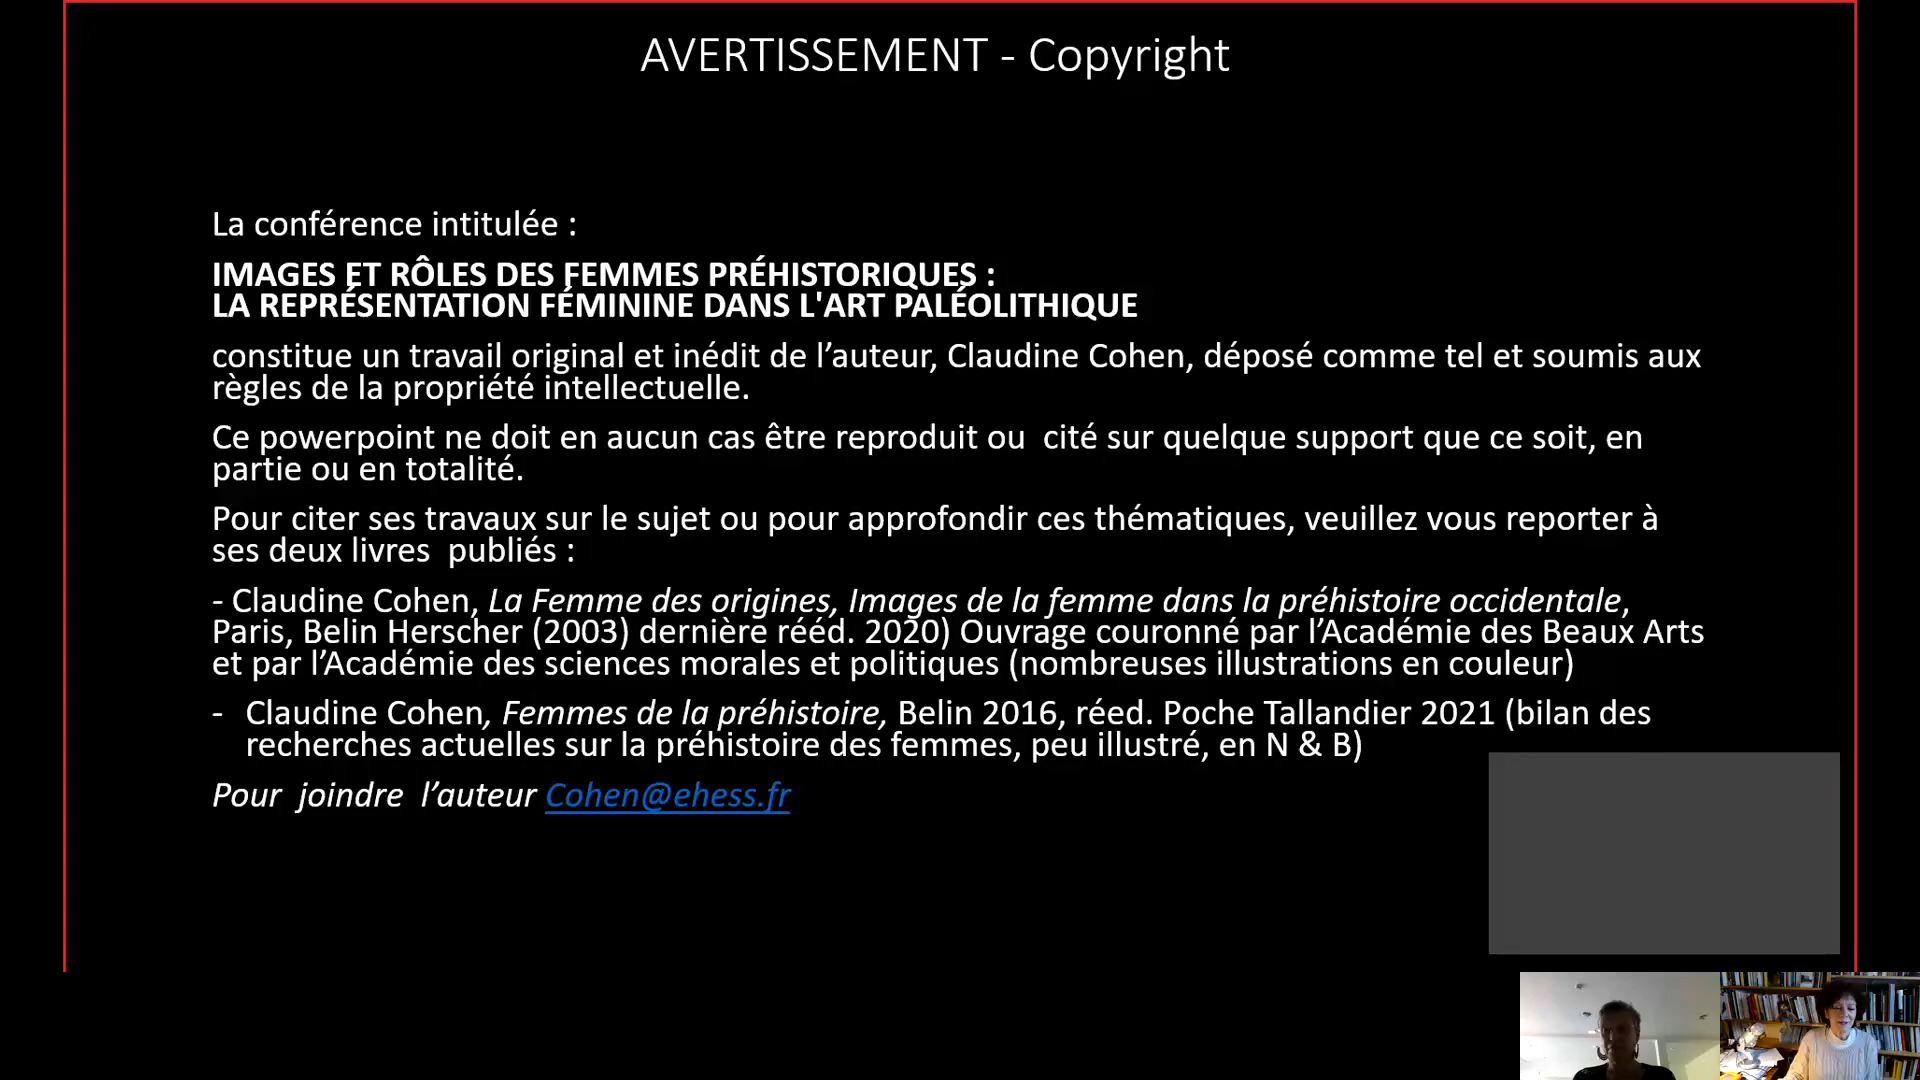 AVERTISSEMENT - Copyright
La conférence intitulée :
IMAGES ET RÔLES DES FEMMES PRÉHISTORIQUES :
LA REPRÉSENTATION FÉMININE DANS L'ART PALÉOLITHIQUE
constitue un travail original et inédit de l’auteur, Claudine Cohen, déposé comme tel et soumis aux
règles de la propriété intellectuelle.
Ce powerpoint ne doit en aucun cas être reproduit ou  cité sur quelque support que ce soit, en
partie ou en totalité.
Pour citer ses travaux sur le sujet ou pour approfondir ces thématiques, veuillez vous reporter à
ses deux livres  publiés :
- Claudine Cohen, La Femme des origines, Images de la femme dans la préhistoire occidentale,
Paris, Belin Herscher (2003) dernière rééd. 2020) Ouvrage couronné par l’Académie des Beaux Arts
et par l’Académie des sciences morales et politiques (nombreuses illustrations en couleur)
- Claudine Cohen, Femmes de la préhistoire, Belin 2016, réed. Poche Tallandier 2021 (bilan des
recherches actuelles sur la préhistoire des femmes, peu illustré, en N & B)
Pour  joindre  l’auteur Cohen@ehess.fr